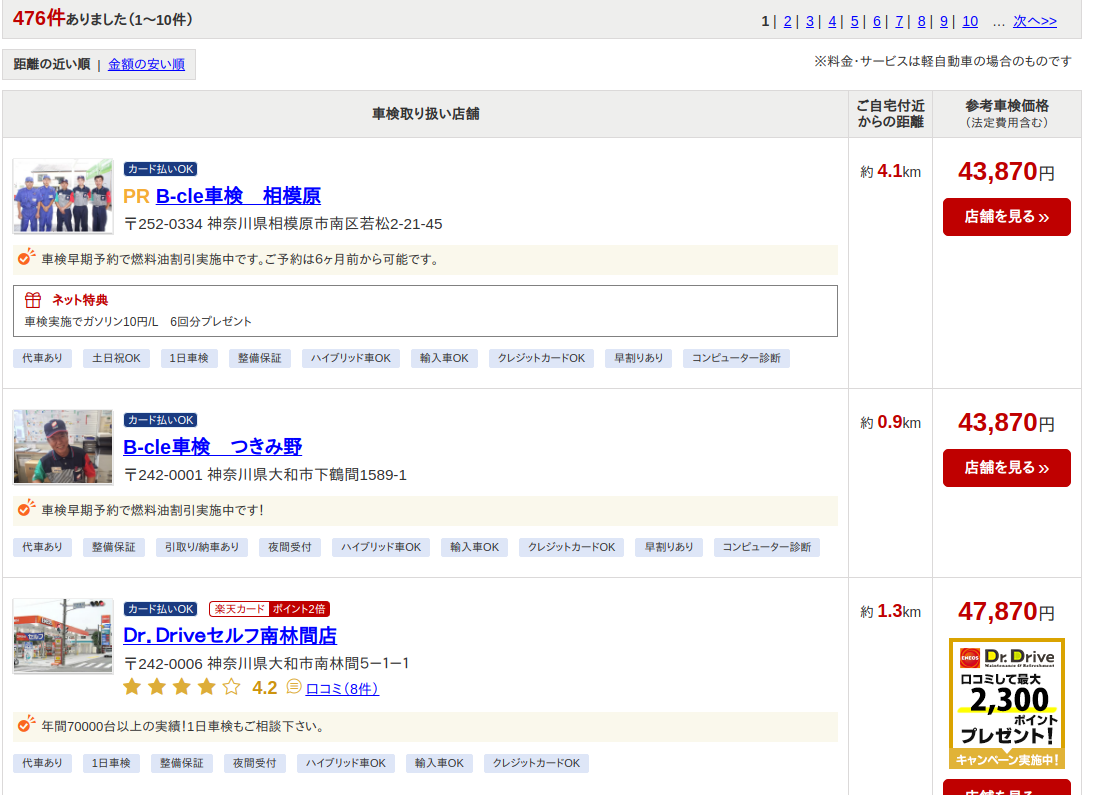 476件ありました（1～10件）
1 | 2 | 3 | 4 | 5 | 6 | 7 | 8 | 9 | 10 … 次へ>>
距離の近い順 | 金額の安い順
※料金・サービスは軽自動車の場合のものです
車検取り扱い店舗
ご自宅付近
からの距離
参考車検価格
（法定費用含む）
カード払いOK
PR B-cle車検　相模原
〒252-0334 神奈川県相模原市南区若松2-21-45
約 4.1km
43,870円
店舗を見る »
車検早期予約で燃料油割引実施中です。ご予約は6ヶ月前から可能です。
ネット特典
車検実施でガソリン10円/L　6回分プレゼント
代車あり 土日祝OK 1日車検 整備保証 ハイブリッド車OK 輸入車OK クレジットカードOK 早割りあり コンピューター診断
カード払いOK
B-cle車検　つきみ野
〒242-0001 神奈川県大和市下鶴間1589-1
約 0.9km
43,870円
店舗を見る »
車検早期予約で燃料油割引実施中です！
代車あり 整備保証 引取り/納車あり 夜間受付 ハイブリッド車OK 輸入車OK クレジットカードOK 早割りあり コンピューター診断
カード払いOK 楽天カード ポイント2倍
Dr．Driveセルフ南林間店
〒242-0006 神奈川県大和市南林間5ー1ー1
4.2 口コミ（8件）
約 1.3km
47,870円
ENEOS Dr.Drive
Maintenance & Refreshment
口コミして最大
2,300
ポイント
プレゼント！
キャンペーン実施中！
店舗を見る
年間70000台以上の実績！1日車検もご相談下さい。
代車あり 1日車検 整備保証 夜間受付 ハイブリッド車OK 輸入車OK クレジットカードOK